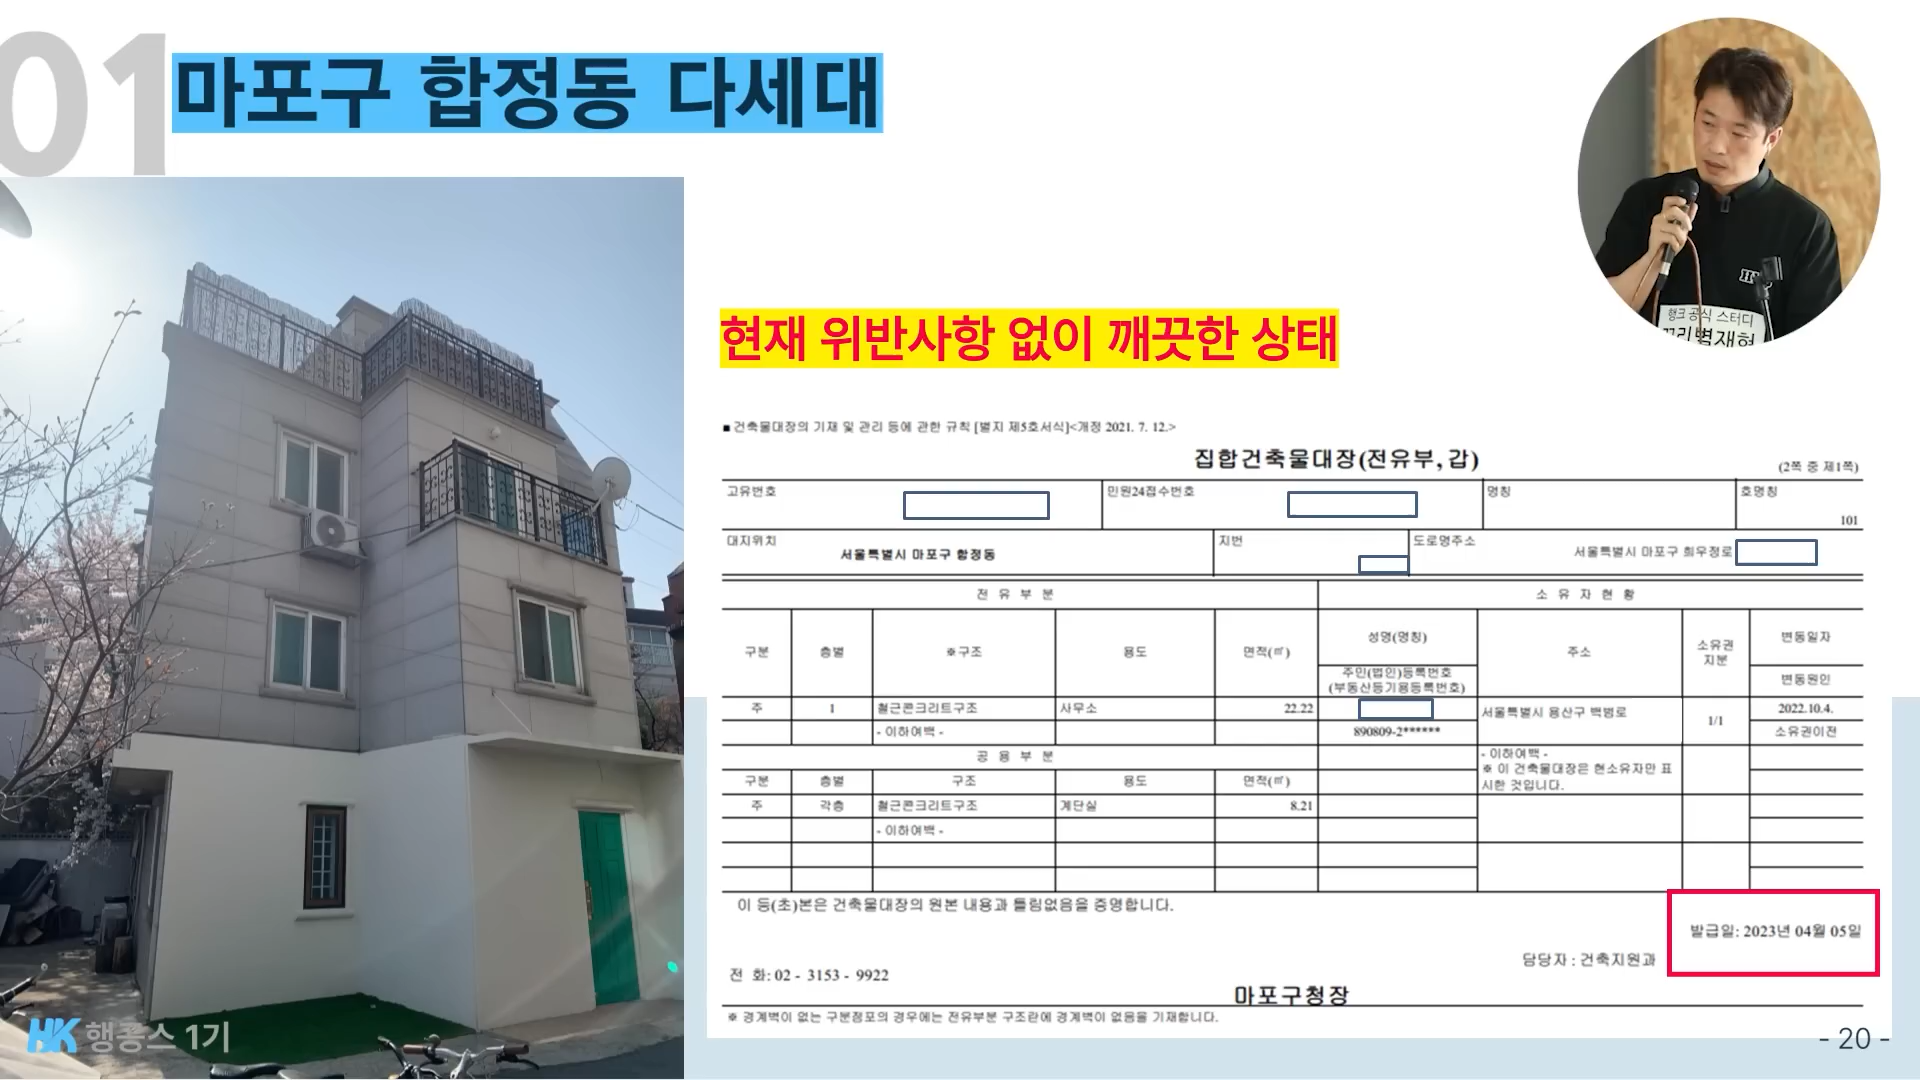 01
마포구 합정동 다세대
현재 위반사항 없이 깨끗한 상태
행크 공식 스터디
■ 건축물대장의 기재 및 관리 등에 관한 규칙 [별지 제5호서식]<개정 2021. 7. 12.>
집합건축물대장(전유부, 갑)
(2쪽 중 제1쪽)
고유번호 민원24접수번호 명칭 호명칭
101
대지위치 지번 도로명주소
서울특별시 마포구 합정동 서울특별시 마포구 희우정로
전 유 부 분 소 유 자 현 황
구분 층별 ※구조 용도 면적(㎡) 성명(명칭) 주소 소유권 지분 변동일자
주민(법인)등록번호
(부동산등기용등록번호) 변동원인
주 1 철근콘크리트구조 사무소 22.22 서울특별시 용산구 백범로 1/1 2022.10.4.
- 이하여백 - 890809-2****** 소유권이전
공 용 부 분 - 이하여백 -
※ 이 건축물대장은 현소유자만 표
시한 것입니다.
구분 층별 구조 용도 면적(㎡)
주 각층 철근콘크리트구조 계단실 8.21
- 이하여백 -
이 등(초)본은 건축물대장의 원본 내용과 틀림없음을 증명합니다.
발급일: 2023년 04월 05일
담당자 : 건축지원과
전 화: 02 - 3153 - 9922
마포구청장
※ 경계벽이 없는 구분점포의 경우에는 전유부분 구조란에 경계벽이 없음을 기재합니다.
HK 행콩스 1기
- 20 -